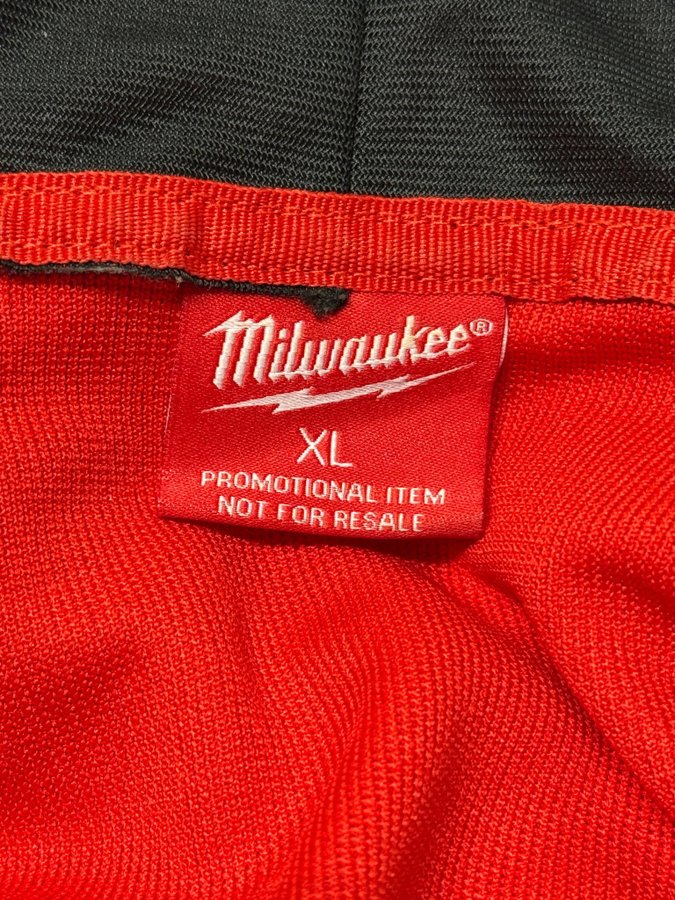 Milwaukee®
XL
PROMOTIONAL ITEM
NOT FOR RESALE